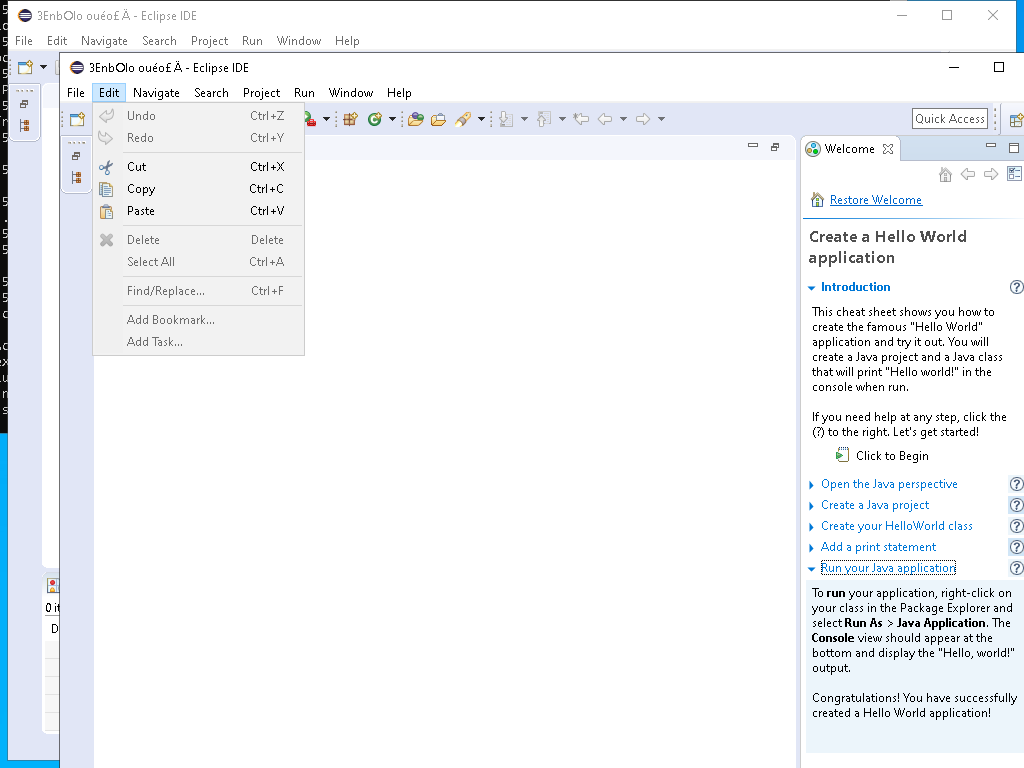 3EnbOlo ouéo£ Ä - Eclipse IDE
File Edit Navigate Search Project Run Window Help
3EnbOlo ouéo£ Ä - Eclipse IDE
File Edit Navigate Search Project Run Window Help
Quick Access
Undo Ctrl+Z
Redo Ctrl+Y
Cut Ctrl+X
Copy Ctrl+C
Paste Ctrl+V
Delete Delete
Select All Ctrl+A
Find/Replace... Ctrl+F
Add Bookmark...
Add Task...
Welcome
Restore Welcome
Create a Hello World
application
Introduction
This cheat sheet shows you how to
create the famous "Hello World"
application and try it out. You will
create a Java project and a Java class
that will print "Hello world!" in the
console when run.
If you need help at any step, click the
(?) to the right. Let's get started!
Click to Begin
Open the Java perspective
Create a Java project
Create your HelloWorld class
Add a print statement
Run your Java application
To run your application, right-click on
your class in the Package Explorer and
select Run As > Java Application. The
Console view should appear at the
bottom and display the "Hello, world!"
output.
Congratulations! You have successfully
created a Hello World application!
0 it
D